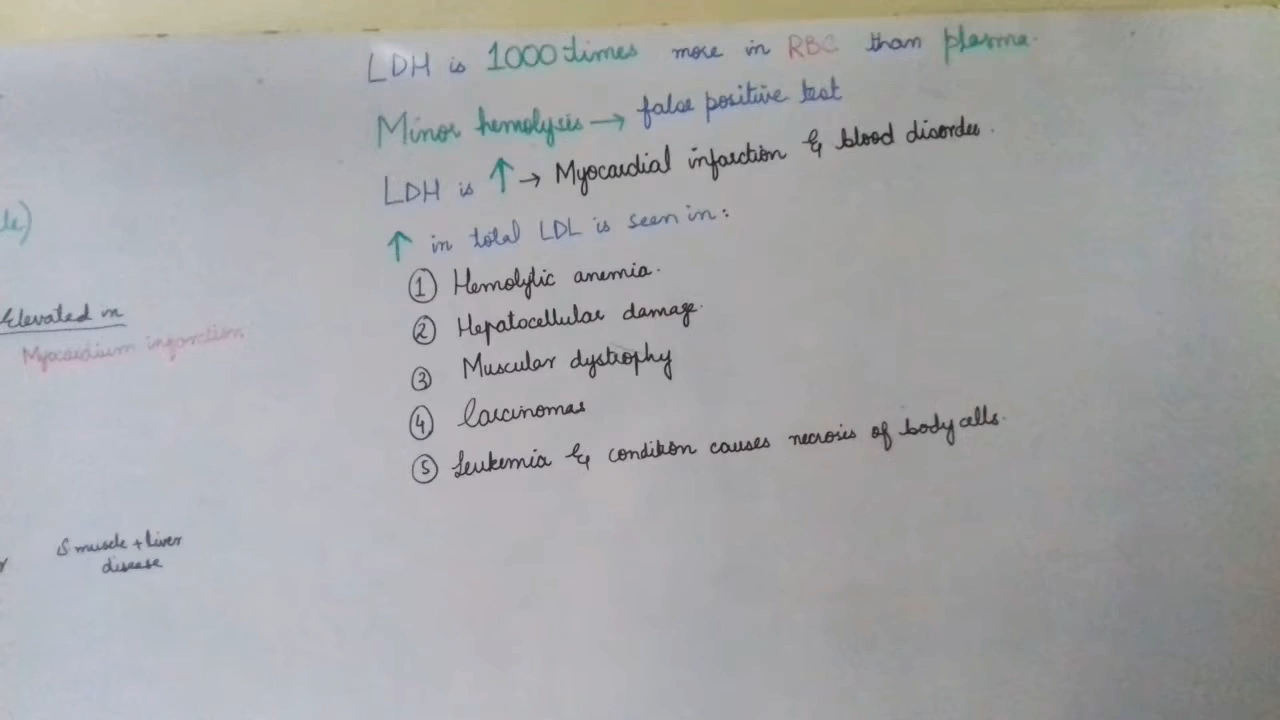 LDH is 1000 times more in RBC than plasma.
Minor hemolysis → false positive test
LDH is ↑ → Myocardial infarction & blood disorder.
↑ in total LDL is seen in:
① Hemolytic anemia.
② Hepatocellular damage.
③ Muscular dystrophy
④ Carcinomas
⑤ Leukemia & condition causes necrosis of body cells.
Elevated in
Myocardium infarction
S muscle + liver
disease